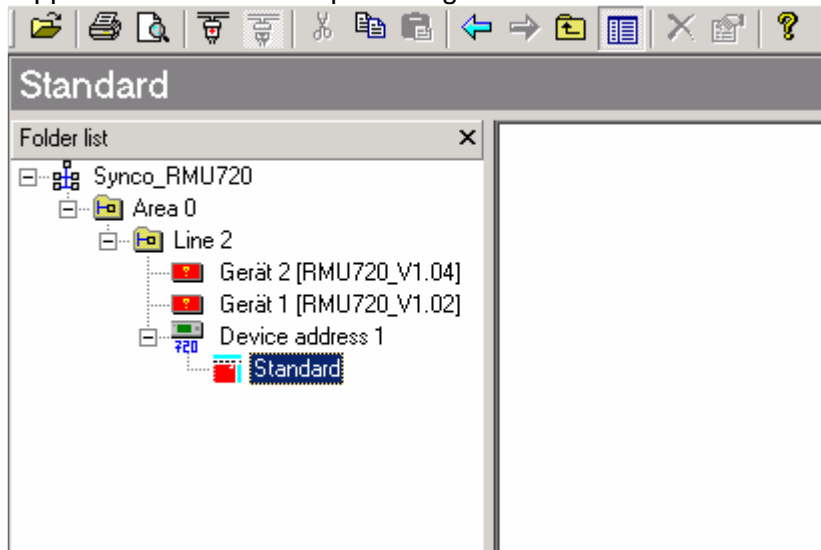 Standard
Folder list
Synco_RMU720
Area 0
Line 2
Gerät 2 [RMU720_V1.04]
Gerät 1 [RMU720_V1.02]
Device address 1
720
Standard